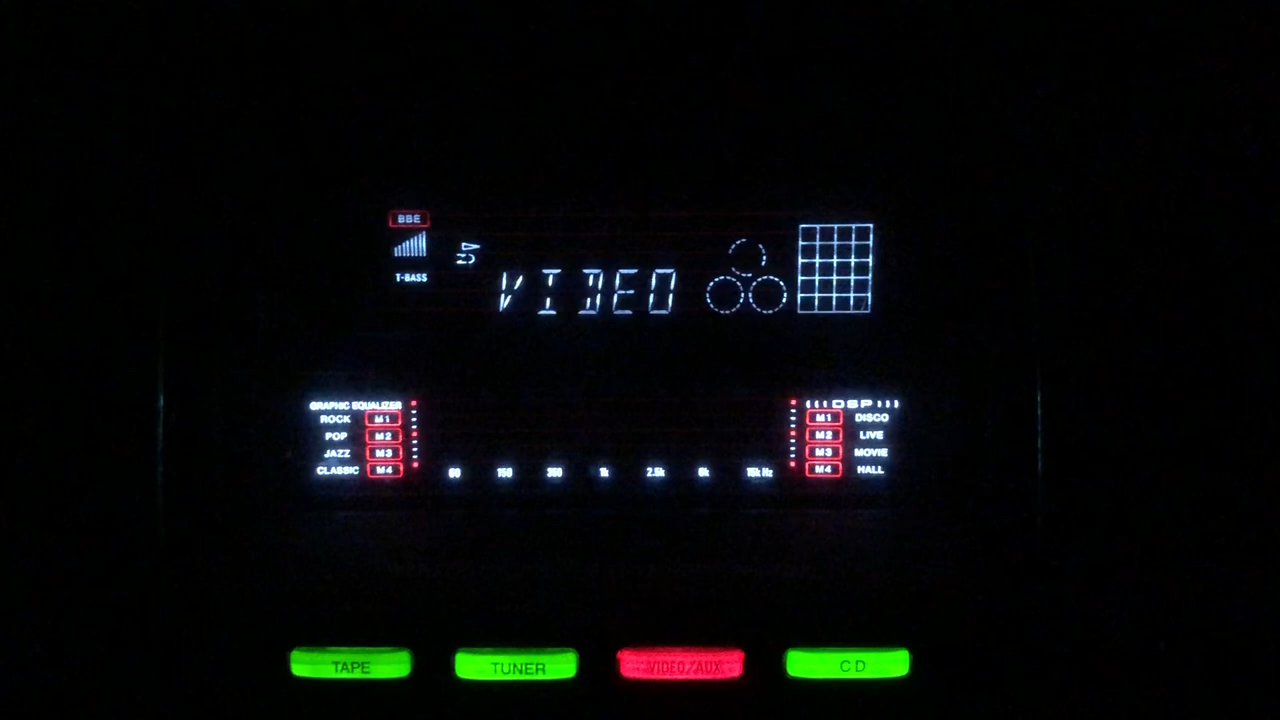 BBE
T-BASS
VIDEO
GRAPHIC EQUALIZER
ROCK M1
POP M2
JAZZ M3
CLASSIC M4
60 150 350 1k 2.5k 6k 15k Hz
DSP
M1 DISCO
M2 LIVE
M3 MOVIE
M4 HALL
TAPE TUNER VIDEO/AUX CD